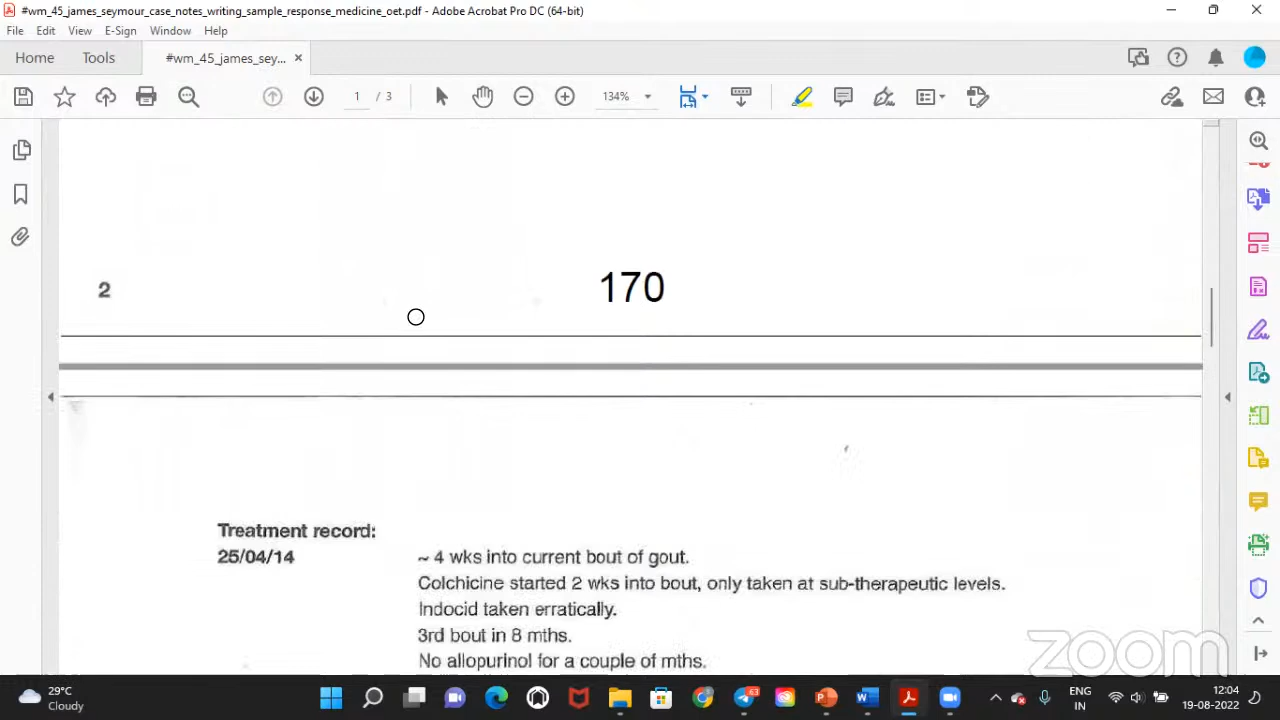 #wm_45_james_seymour_case_notes_writing_sample_response_medicine_oet.pdf - Adobe Acrobat Pro DC (64-bit)
File Edit View E-Sign Window Help
Home Tools #wm_45_james_sey...
1 / 3 134%
2 170
Treatment record:
25/04/14 ~ 4 wks into current bout of gout.
Colchicine started 2 wks into bout, only taken at sub-therapeutic levels.
Indocid taken erratically.
3rd bout in 8 mths.
No allopurinol for a couple of mths.
zoom
29°C
Cloudy
63
ENG
IN
12:04
19-08-2022